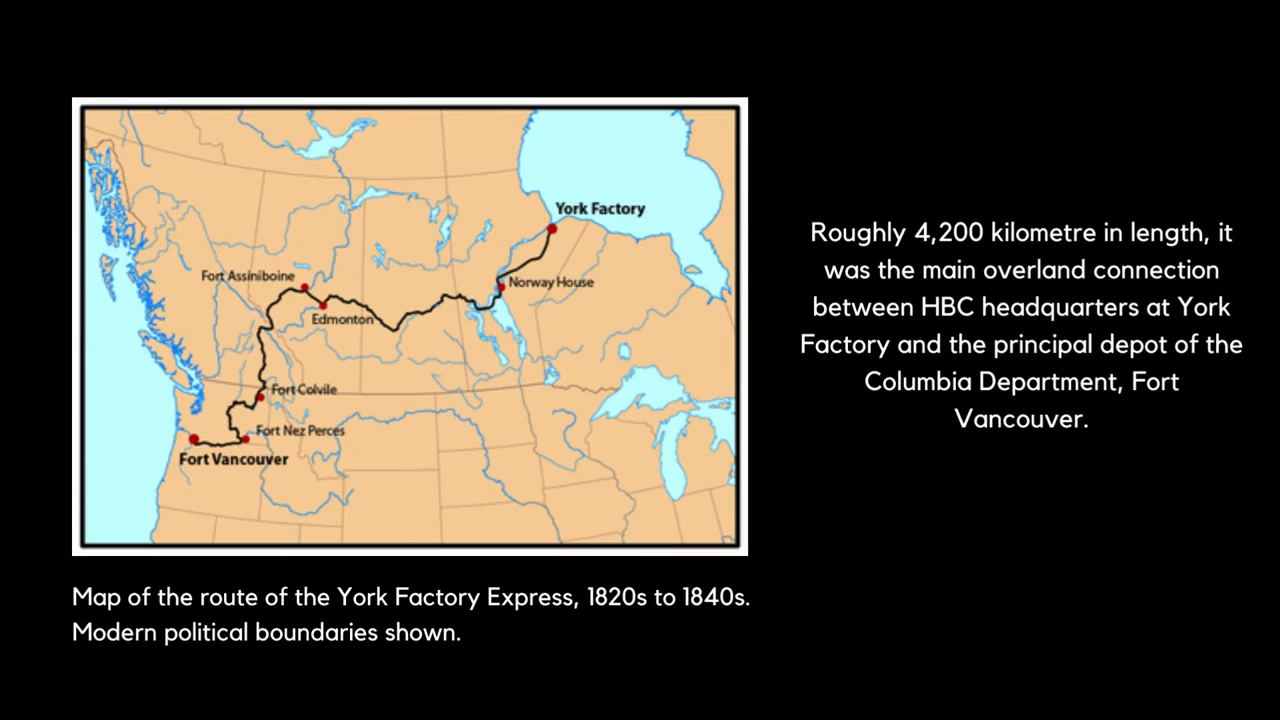 York Factory
Fort Assiniboine
Norway House
Edmonton
Fort Colvile
Fort Nez Perces
Fort Vancouver
Roughly 4,200 kilometre in length, it
was the main overland connection
between HBC headquarters at York
Factory and the principal depot of the
Columbia Department, Fort
Vancouver.
Map of the route of the York Factory Express, 1820s to 1840s.
Modern political boundaries shown.